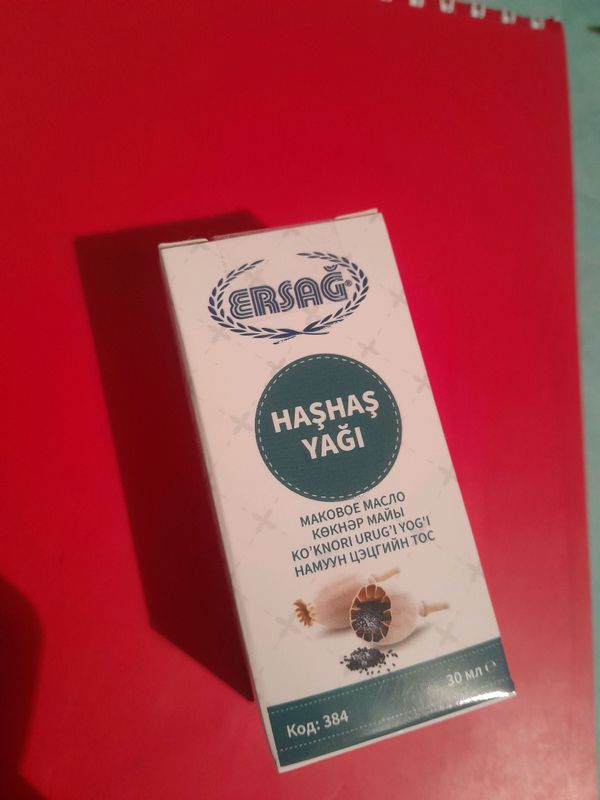 ERSAĞ®
HAŞHAŞ
YAĞI
МАКОВОЕ МАСЛО
КӨКНӘР МАЙЫ
KO'KNORI URUG'I YOG'I
НАМУУН ЦЭЦГИЙН ТОС
30 мл ℮
Код: 384